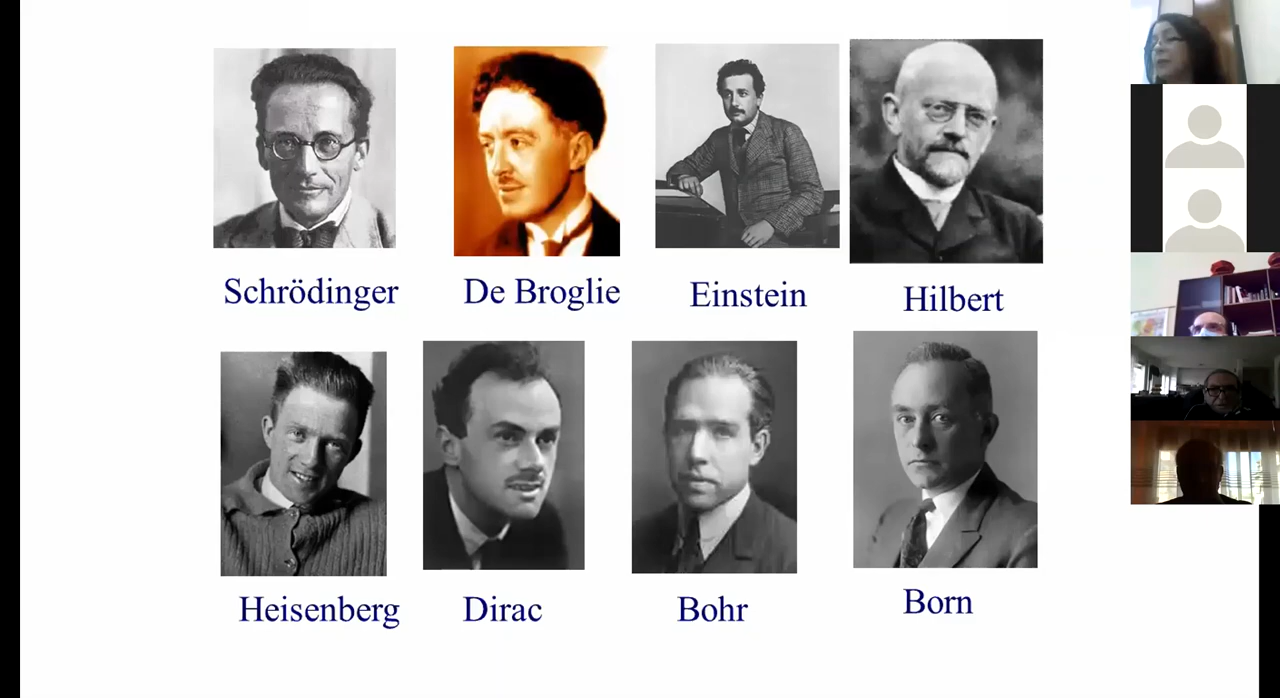 Schrödinger
De Broglie
Einstein
Hilbert
Heisenberg
Dirac
Bohr
Born